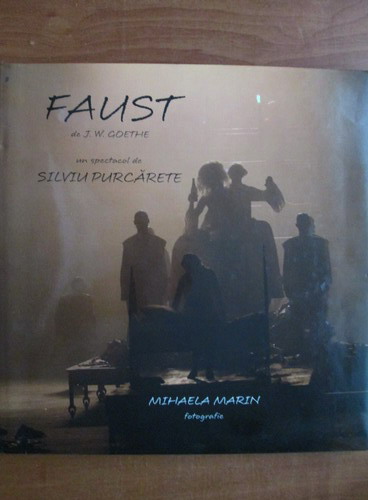 FAUST
de J. W. GOETHE
un spectacol de
SILVIU PURCĂRETE
MIHAELA MARIN
fotografie